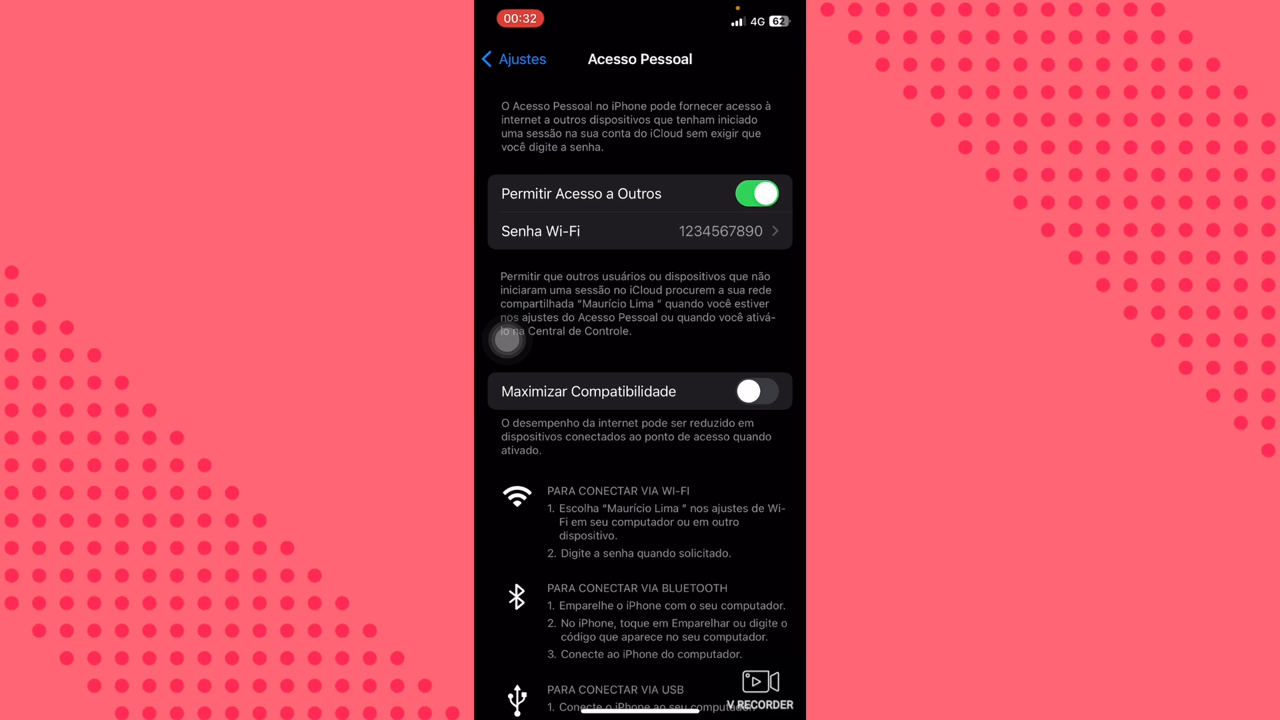 00:32
4G 62
Ajustes
Acesso Pessoal
O Acesso Pessoal no iPhone pode fornecer acesso à
internet a outros dispositivos que tenham iniciado
uma sessão na sua conta do iCloud sem exigir que
você digite a senha.
Permitir Acesso a Outros
Senha Wi-Fi 1234567890
Permitir que outros usuários ou dispositivos que não
iniciaram uma sessão no iCloud procurem a sua rede
compartilhada “Maurício Lima ” quando você estiver
nos ajustes do Acesso Pessoal ou quando você ativá-
lo na Central de Controle.
Maximizar Compatibilidade
O desempenho da internet pode ser reduzido em
dispositivos conectados ao ponto de acesso quando
ativado.
PARA CONECTAR VIA WI-FI
1. Escolha “Maurício Lima ” nos ajustes de Wi-
Fi em seu computador ou em outro
dispositivo.
2. Digite a senha quando solicitado.
PARA CONECTAR VIA BLUETOOTH
1. Emparelhe o iPhone com o seu computador.
2. No iPhone, toque em Emparelhar ou digite o
código que aparece no seu computador.
3. Conecte ao iPhone do computador.
PARA CONECTAR VIA USB
1. Conecte o iPhone ao seu computador
V RECORDER